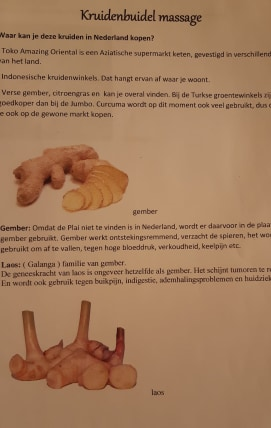 Kruidenbuidel massage
Waar kan je deze kruiden in Nederland kopen?
Toko Amazing Oriental is een Aziatische supermarkt keten, gevestigd in verschillend
van het land.
Indonesische kruidenwinkels. Dat hangt ervan af waar je woont.
Verse gember, citroengras en kan je overal vinden. Bij de Turkse groentewinkels zij
goedkoper dan bij de Jumbo. Curcuma wordt op dit moment ook veel gebruikt, dus
je ook op de gewone markt kopen.
gember
Gember: Omdat de Plai niet te vinden is in Nederland, wordt er daarvoor in de plaa
gember gebruikt. Gember werkt ontstekingsremmend, verzacht de spieren, het wo
gebruikt om af te vallen, tegen hoge bloeddruk, verkoudheid, keelpijn etc.
Laos: ( Galanga ) familie van gember.
De geneeskracht van laos is ongeveer hetzelfde als gember. Het schijnt tumoren te r
En wordt ook gebruik tegen buikpijn, indigestie, ademhalingsproblemen en huidziek
laos